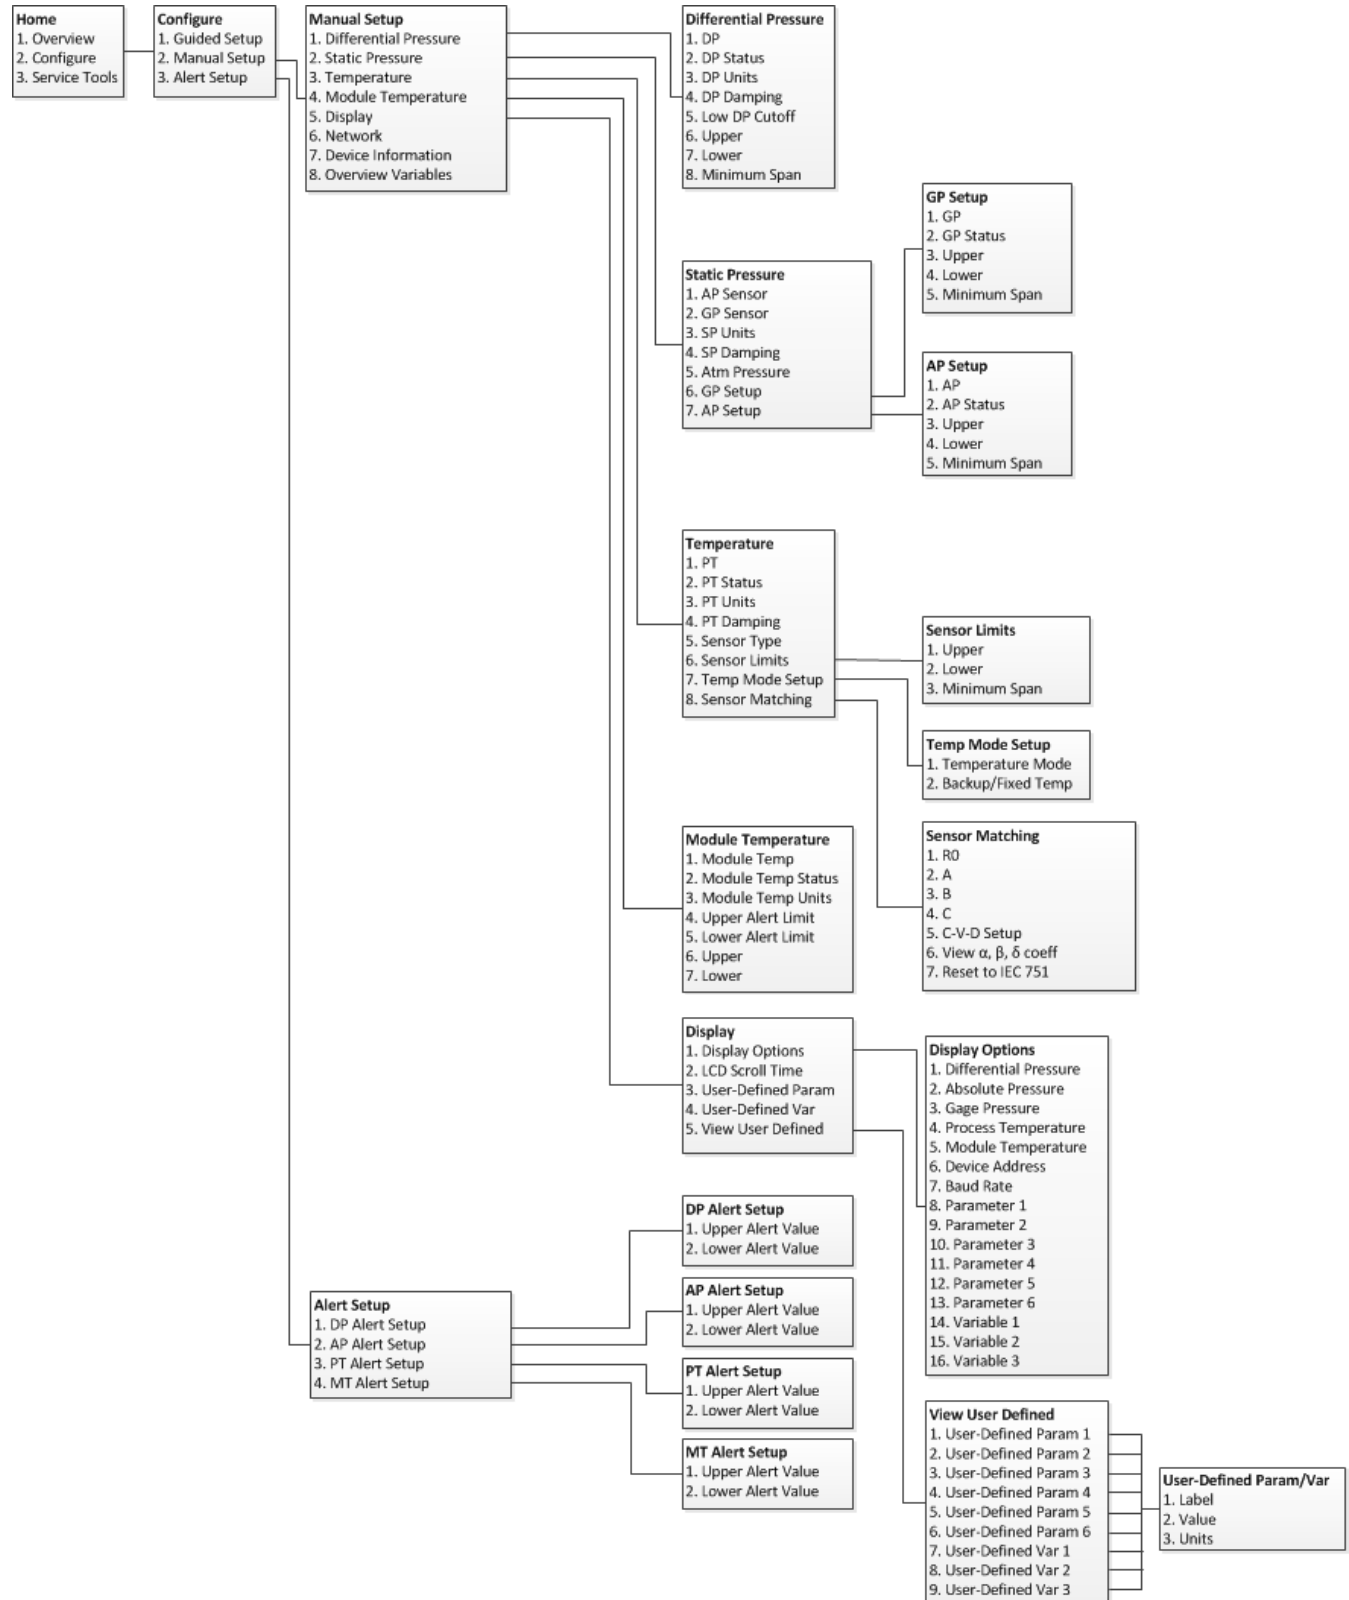 Home
1. Overview
2. Configure
3. Service Tools
Configure
1. Guided Setup
2. Manual Setup
3. Alert Setup
Manual Setup
1. Differential Pressure
2. Static Pressure
3. Temperature
4. Module Temperature
5. Display
6. Network
7. Device Information
8. Overview Variables
Differential Pressure
1. DP
2. DP Status
3. DP Units
4. DP Damping
5. Low DP Cutoff
6. Upper
7. Lower
8. Minimum Span
GP Setup
1. GP
2. GP Status
3. Upper
4. Lower
5. Minimum Span
Static Pressure
1. AP Sensor
2. GP Sensor
3. SP Units
4. SP Damping
5. Atm Pressure
6. GP Setup
7. AP Setup
AP Setup
1. AP
2. AP Status
3. Upper
4. Lower
5. Minimum Span
Temperature
1. PT
2. PT Status
3. PT Units
4. PT Damping
5. Sensor Type
6. Sensor Limits
7. Temp Mode Setup
8. Sensor Matching
Sensor Limits
1. Upper
2. Lower
3. Minimum Span
Temp Mode Setup
1. Temperature Mode
2. Backup/Fixed Temp
Module Temperature
1. Module Temp
2. Module Temp Status
3. Module Temp Units
4. Upper Alert Limit
5. Lower Alert Limit
6. Upper
7. Lower
Sensor Matching
1. R0
2. A
3. B
4. C
5. C-V-D Setup
6. View α, β, δ coeff
7. Reset to IEC 751
Display
1. Display Options
2. LCD Scroll Time
3. User-Defined Param
4. User-Defined Var
5. View User Defined
Display Options
1. Differential Pressure
2. Absolute Pressure
3. Gage Pressure
4. Process Temperature
5. Module Temperature
6. Device Address
7. Baud Rate
8. Parameter 1
9. Parameter 2
10. Parameter 3
11. Parameter 4
12. Parameter 5
13. Parameter 6
14. Variable 1
15. Variable 2
16. Variable 3
DP Alert Setup
1. Upper Alert Value
2. Lower Alert Value
Alert Setup
1. DP Alert Setup
2. AP Alert Setup
3. PT Alert Setup
4. MT Alert Setup
AP Alert Setup
1. Upper Alert Value
2. Lower Alert Value
PT Alert Setup
1. Upper Alert Value
2. Lower Alert Value
MT Alert Setup
1. Upper Alert Value
2. Lower Alert Value
View User Defined
1. User-Defined Param 1
2. User-Defined Param 2
3. User-Defined Param 3
4. User-Defined Param 4
5. User-Defined Param 5
6. User-Defined Param 6
7. User-Defined Var 1
8. User-Defined Var 2
9. User-Defined Var 3
User-Defined Param/Var
1. Label
2. Value
3. Units